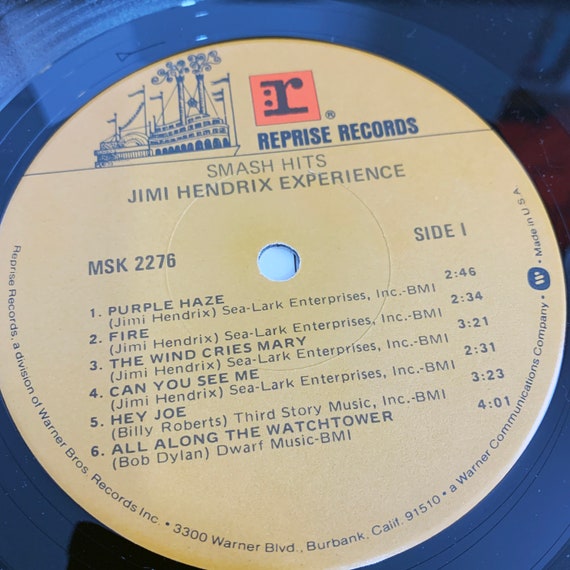 r
®
REPRISE RECORDS
SMASH HITS
JIMI HENDRIX EXPERIENCE
MSK 2276
SIDE I
1. PURPLE HAZE
(Jimi Hendrix) Sea-Lark Enterprises, Inc.-BMI 2:46
2. FIRE
(Jimi Hendrix) Sea-Lark Enterprises, Inc.-BMI 2:34
3. THE WIND CRIES MARY
(Jimi Hendrix) Sea-Lark Enterprises, Inc.-BMI 3:21
4. CAN YOU SEE ME
(Jimi Hendrix) Sea-Lark Enterprises, Inc.-BMI 2:31
5. HEY JOE
(Billy Roberts) Third Story Music, Inc.-BMI 3:23
6. ALL ALONG THE WATCHTOWER
(Bob Dylan) Dwarf Music-BMI 4:01
Reprise Records, a division of Warner Bros. Records Inc. • 3300 Warner Blvd., Burbank, Calif. 91510 • a Warner Communications Company • Made in U.S.A.